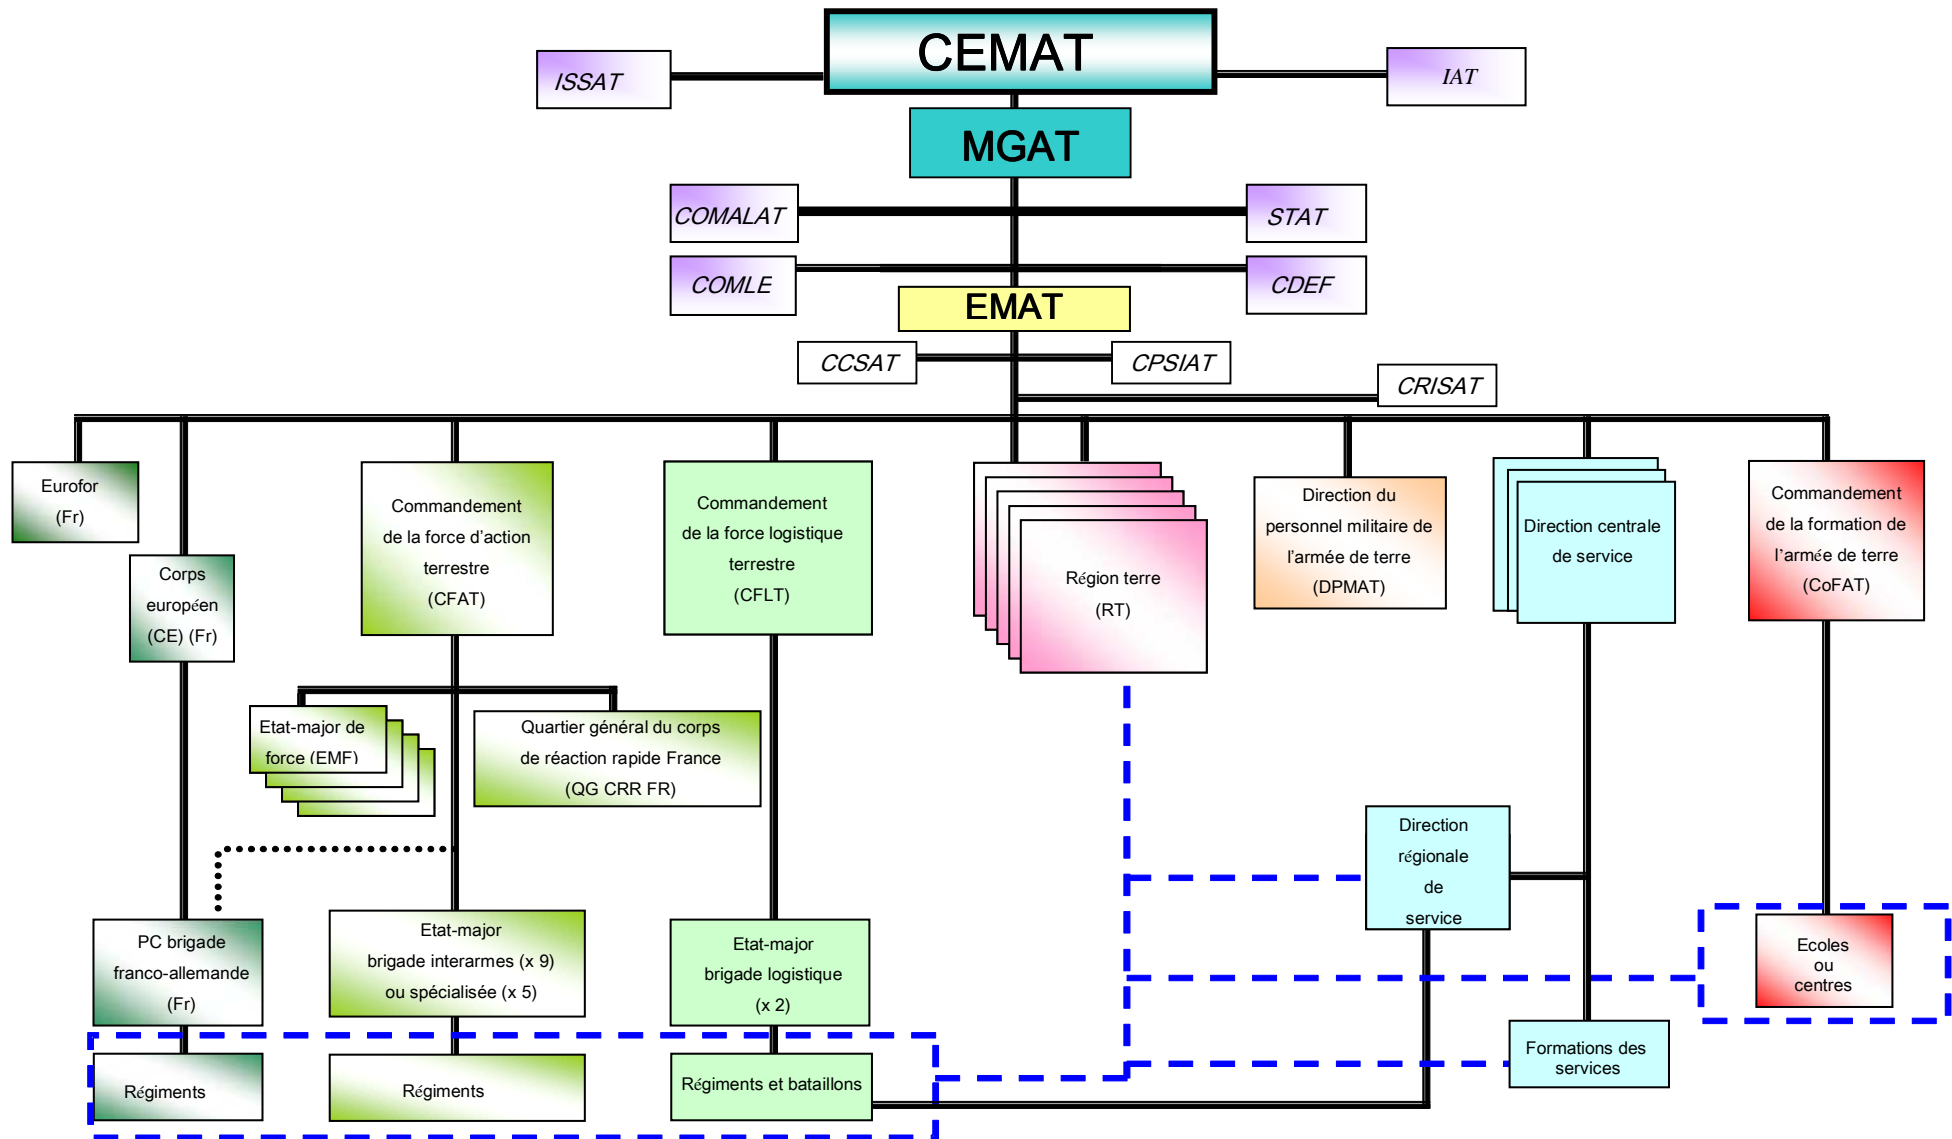 CEMAT
ISSAT
IAT
MGAT
COMALAT
STAT
COMLE
CDEF
EMAT
CCSAT
CPSIAT
CRISAT
Eurofor
(Fr)
Corps
européen
(CE) (Fr)
Commandement
de la force d'action
terrestre
(CFAT)
Commandement
de la force logistique
terrestre
(CFLT)
Région terre
(RT)
Direction du
personnel militaire de
l'armée de terre
(DPMAT)
Direction centrale
de service
Commandement
de la formation de
l'armée de terre
(CoFAT)
Etat-major de
force (EMF)
Quartier général du corps
de réaction rapide France
(QG CRR FR)
Direction
régionale
de
service
PC brigade
franco-allemande
(Fr)
Etat-major
brigade interarmes (x 9)
ou spécialisée (x 5)
Etat-major
brigade logistique
(x 2)
Ecoles
ou
centres
Régiments
Régiments
Régiments et bataillons
Formations des
services